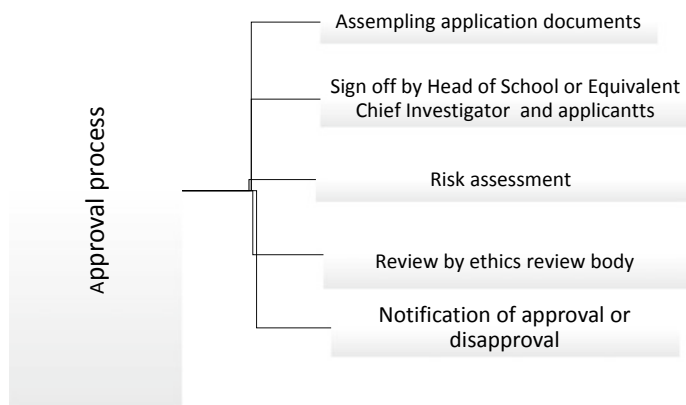 Approval process
Assembling application documents
Sign off by Head of School or Equivalent
Chief Investigator and applicantts
Risk assessment
Review by ethics review body
Notification of approval or
disapproval